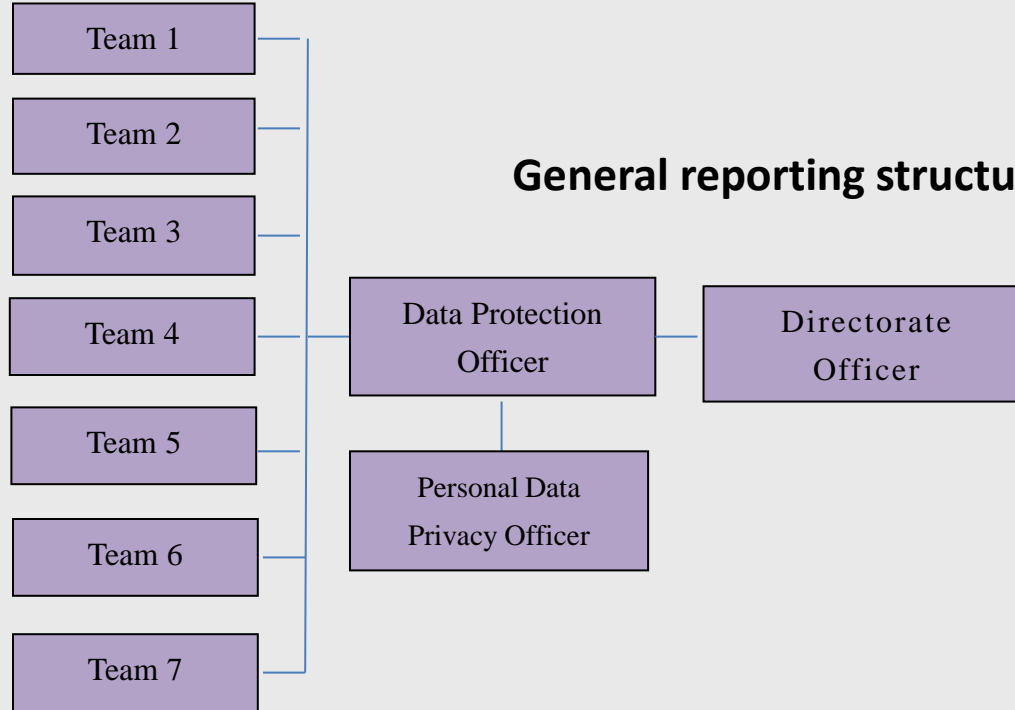 Team 1
Team 2
General reporting structu
Team 3
Data Protection
Officer
Directorate
Officer
Team 4
Team 5
Personal Data
Privacy Officer
Team 6
Team 7